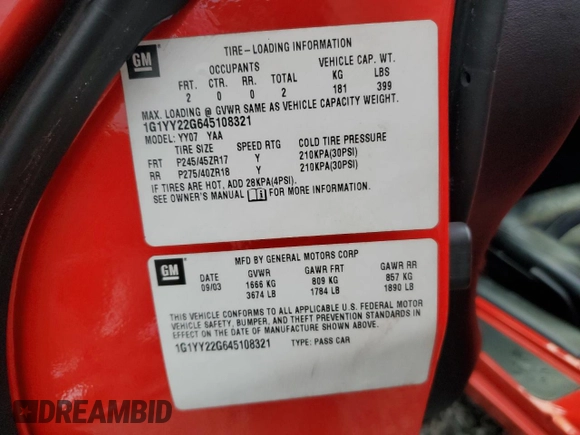 GM
TIRE-LOADING INFORMATION
OCCUPANTS VEHICLE CAP. WT.
FRT. CTR. RR. TOTAL KG LBS
2 0 0 2 181 399
MAX. LOADING @ GVWR SAME AS VEHICLE CAPACITY WEIGHT.
1G1YY22G645108321
MODEL: YY07 YAA
TIRE SIZE SPEED RTG COLD TIRE PRESSURE
FRT P245/45ZR17 Y 210KPA(30PSI)
RR P275/40ZR18 Y 210KPA(30PSI)
IF TIRES ARE HOT, ADD 28KPA(4PSI).
SEE OWNER'S MANUAL FOR MORE INFORMATION.
GM
MFD BY GENERAL MOTORS CORP
DATE GVWR GAWR FRT GAWR RR
09/03 1666 KG 809 KG 857 KG
3674 LB 1784 LB 1890 LB
THIS VEHICLE CONFORMS TO ALL APPLICABLE U.S. FEDERAL MOTOR
VEHICLE SAFETY, BUMPER, AND THEFT PREVENTION STANDARDS IN
EFFECT ON THE DATE OF MANUFACTURE SHOWN ABOVE.
1G1YY22G645108321 TYPE: PASS CAR
DREAMBID